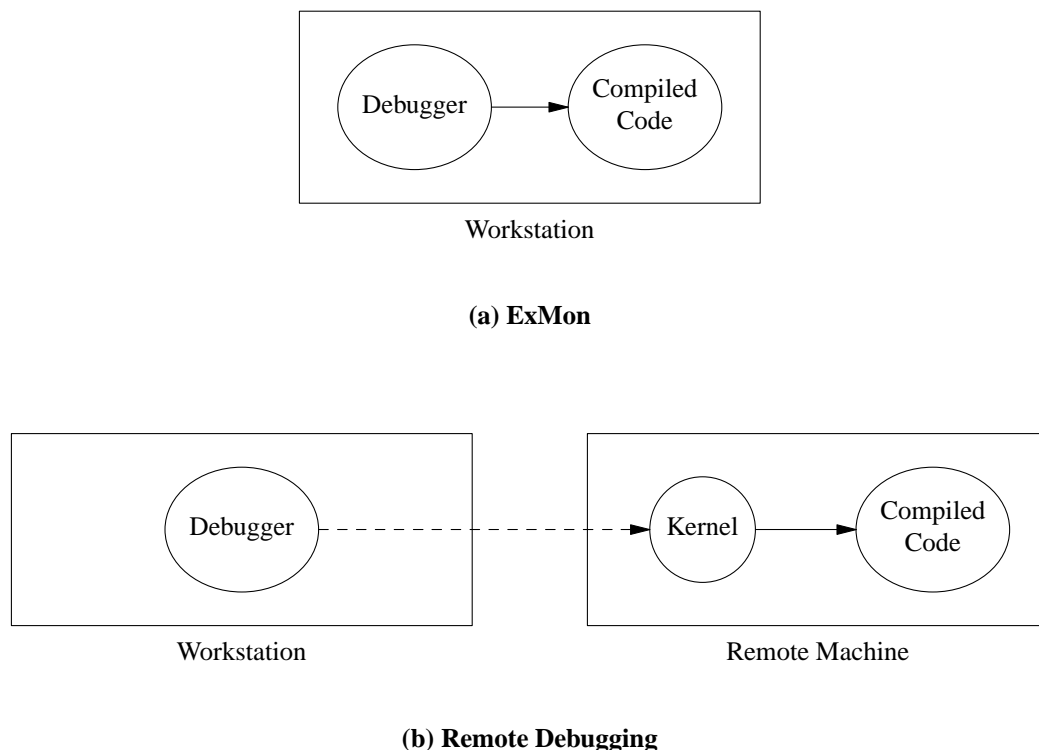 Debugger
Compiled
Code
Workstation
(a) ExMon
Debugger
Kernel
Compiled
Code
Workstation
Remote Machine
(b) Remote Debugging